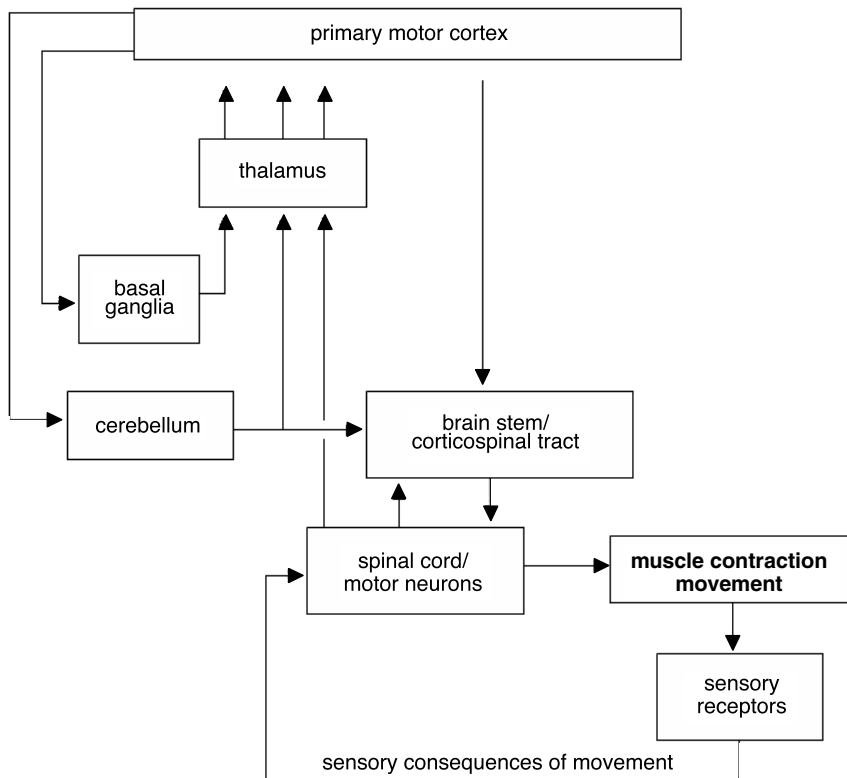 primary motor cortex
thalamus
basal
ganglia
cerebellum
brain stem/
corticospinal tract
spinal cord/
motor neurons
muscle contraction
movement
sensory
receptors
sensory consequences of movement